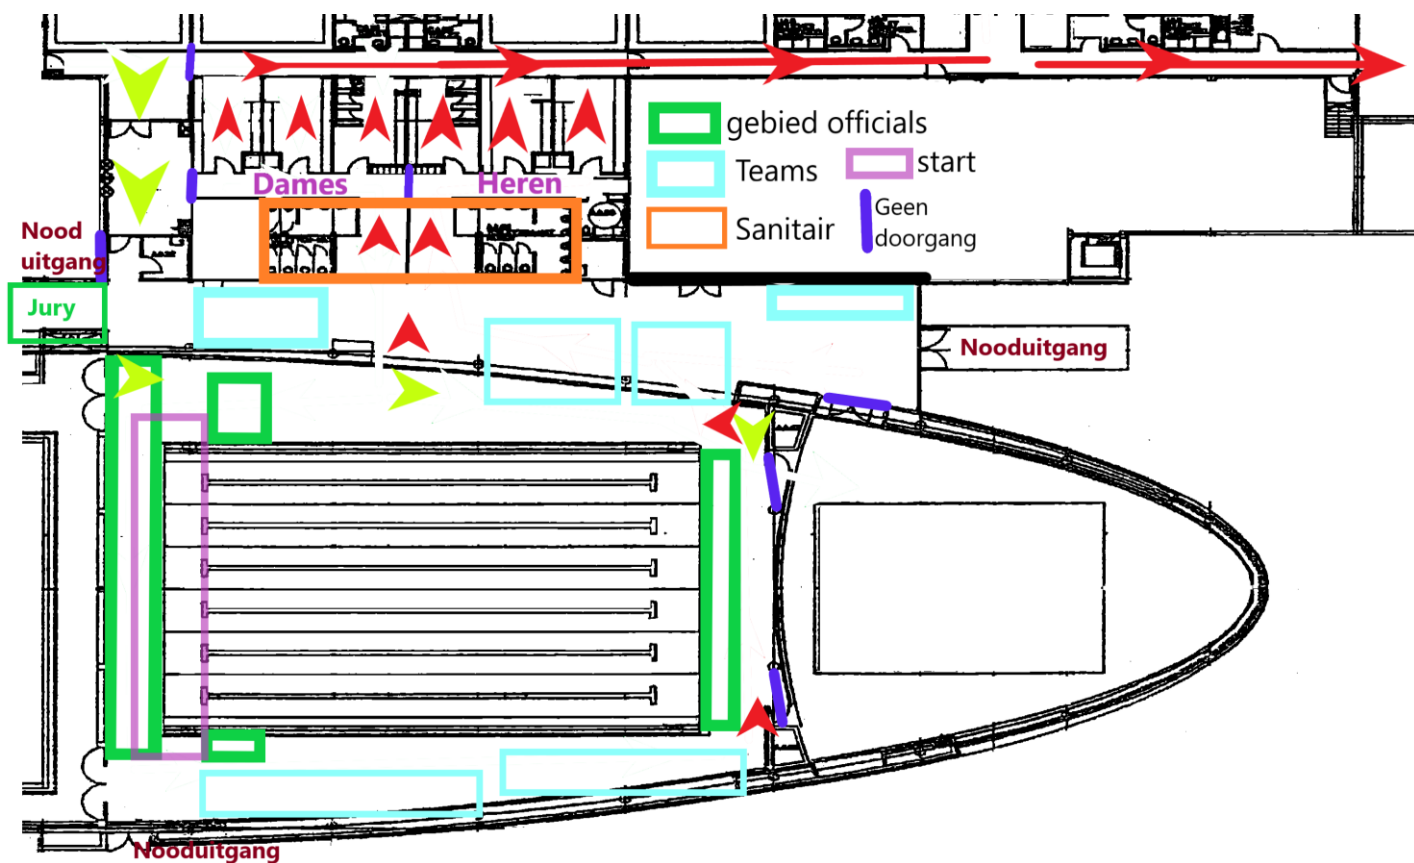 gebied officials
Teams
start
Sanitair
Geen
doorgang
Dames
Heren
Nood
uitgang
Jury
Nooduitgang
Nooduitgang